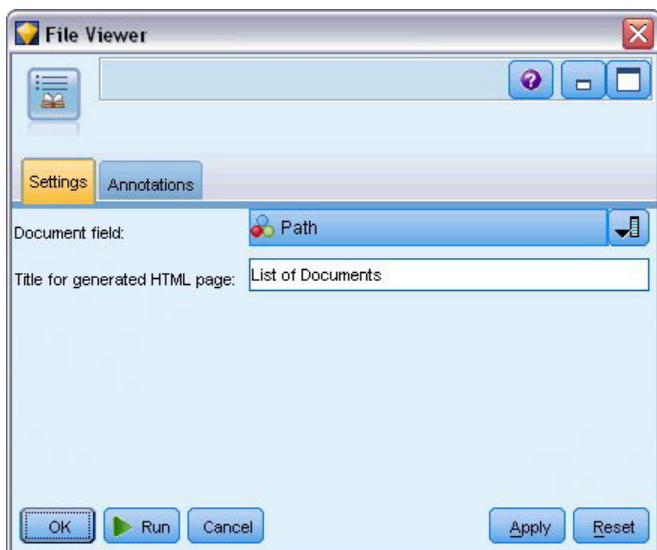 File Viewer
Settings Annotations
Document field: Path
Title for generated HTML page: List of Documents
OK Run Cancel Apply Reset